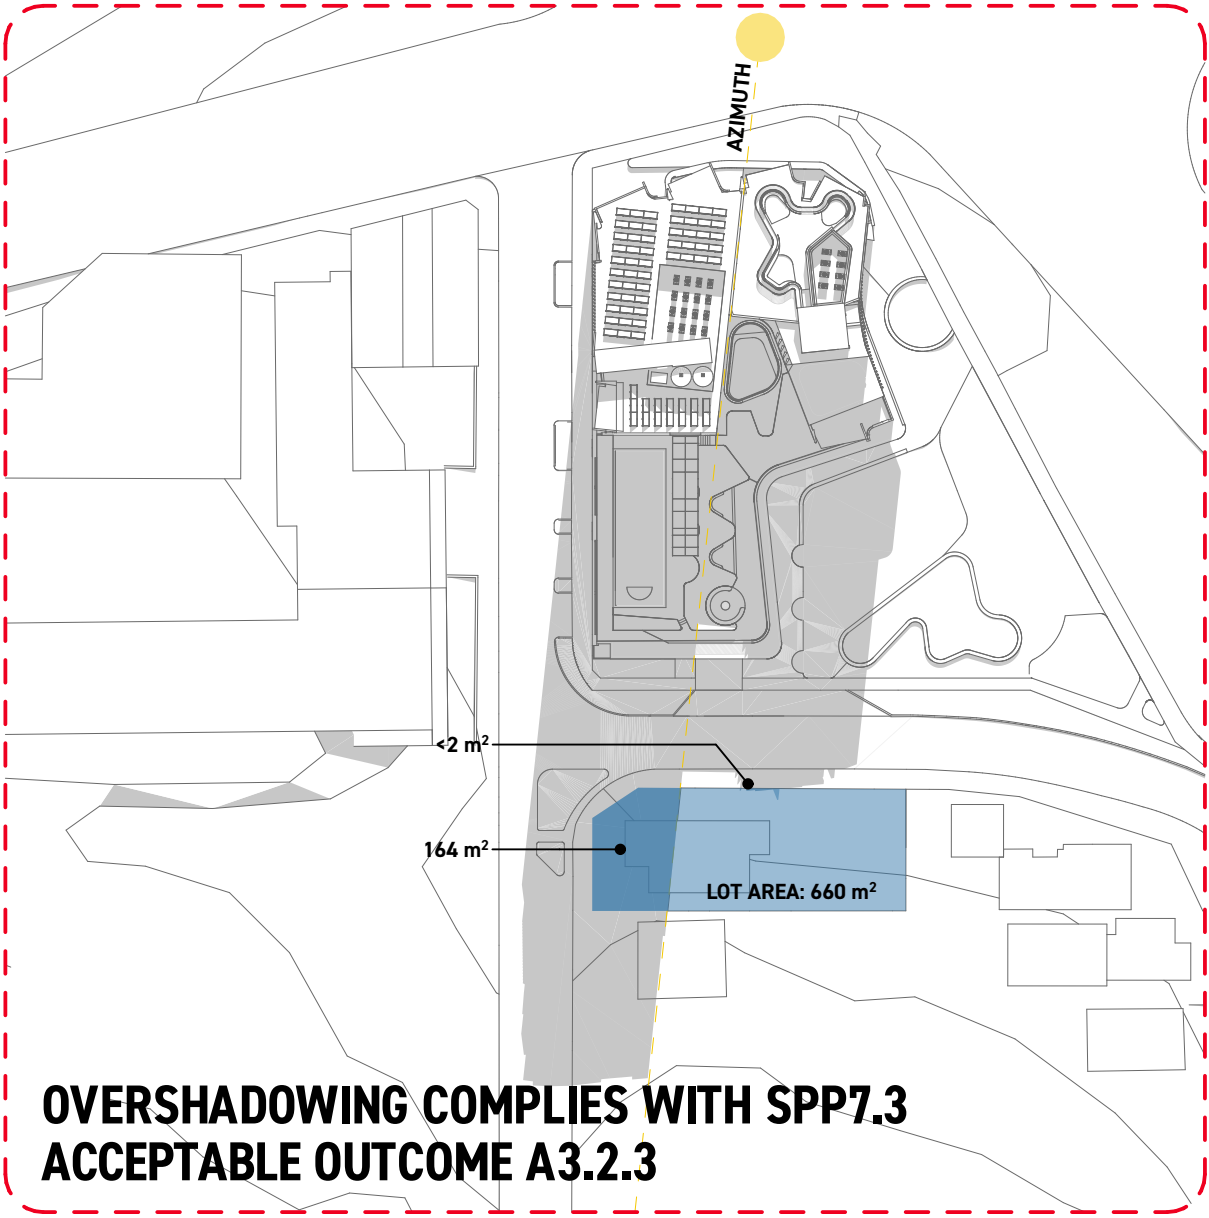 AZIMUTH
<2 m²
164 m²
LOT AREA: 660 m²
OVERSHADOWING COMPLIES WITH SPP7.3
ACCEPTABLE OUTCOME A3.2.3